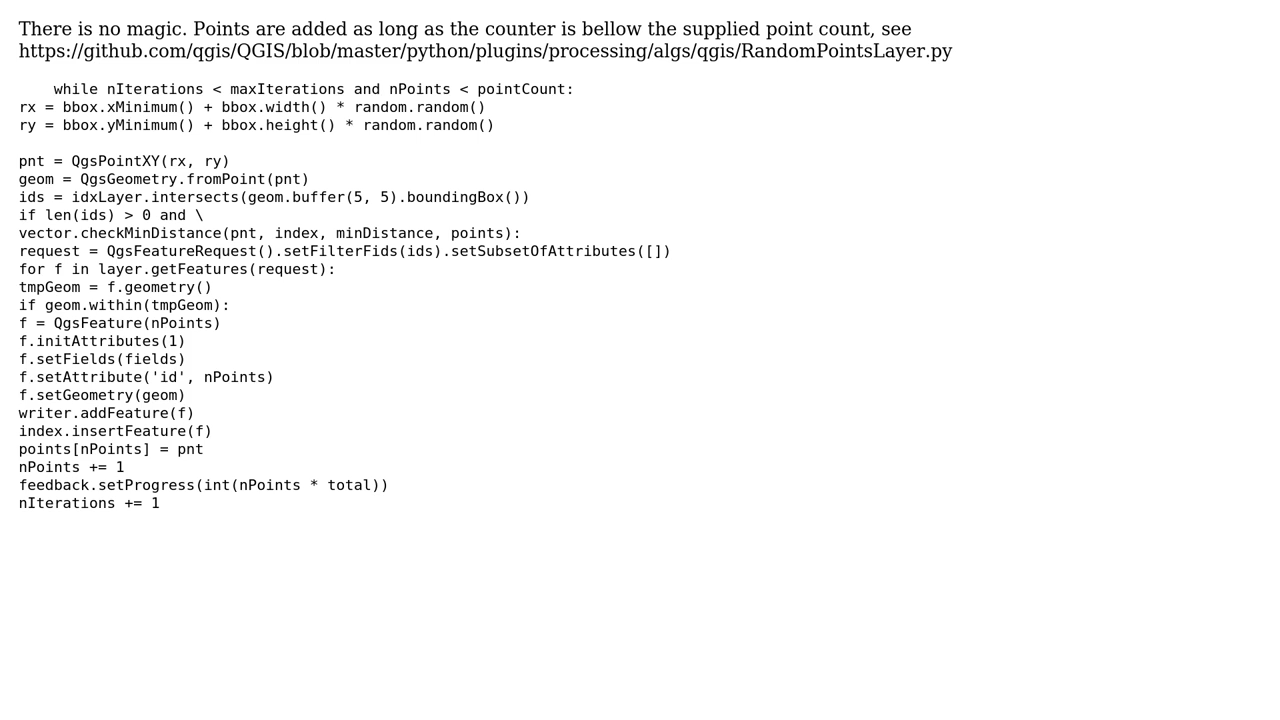 There is no magic. Points are added as long as the counter is bellow the supplied point count, see
https://github.com/qgis/QGIS/blob/master/python/plugins/processing/algs/qgis/RandomPointsLayer.py
    while nIterations < maxIterations and nPoints < pointCount:
rx = bbox.xMinimum() + bbox.width() * random.random()
ry = bbox.yMinimum() + bbox.height() * random.random()

pnt = QgsPointXY(rx, ry)
geom = QgsGeometry.fromPoint(pnt)
ids = idxLayer.intersects(geom.buffer(5, 5).boundingBox())
if len(ids) > 0 and \
vector.checkMinDistance(pnt, index, minDistance, points):
request = QgsFeatureRequest().setFilterFids(ids).setSubsetOfAttributes([])
for f in layer.getFeatures(request):
tmpGeom = f.geometry()
if geom.within(tmpGeom):
f = QgsFeature(nPoints)
f.initAttributes(1)
f.setFields(fields)
f.setAttribute('id', nPoints)
f.setGeometry(geom)
writer.addFeature(f)
index.insertFeature(f)
points[nPoints] = pnt
nPoints += 1
feedback.setProgress(int(nPoints * total))
nIterations += 1